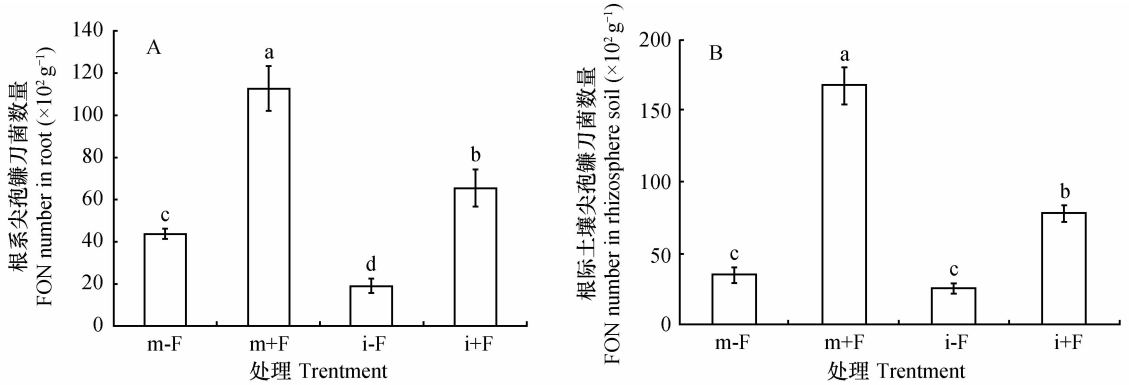 根系尖孢镰刀菌数量
FON number in root (×10² g⁻¹)
140
120
100
80
60
40
20
0
A
c
a
d
b
m-F
m+F
i-F
i+F
处理 Trentment
根际土壤尖孢镰刀菌数量
FON number in rhizosphere soil (×10² g⁻¹)
200
150
100
50
0
B
c
a
c
b
m-F
m+F
i-F
i+F
处理 Trentment